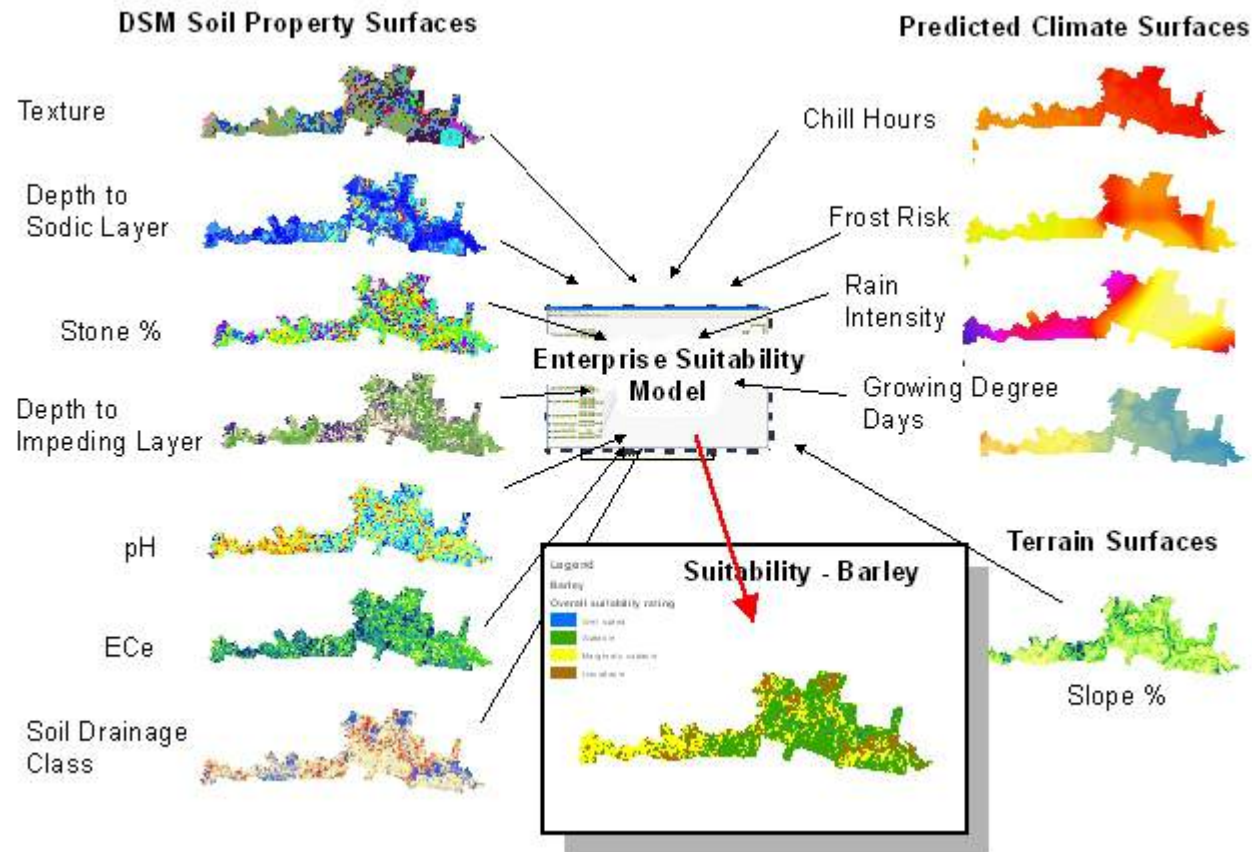 DSM Soil Property Surfaces
Predicted Climate Surfaces
Texture
Depth to
Sodic Layer
Stone %
Depth to
Impeding Layer
pH
ECe
Soil Drainage
Class
Chill Hours
Frost Risk
Rain
Intensity
Growing Degree
Days
Enterprise Suitability
Model
Terrain Surfaces
Slope %
Suitability - Barley
Legend
Barley
Overall suitability rating